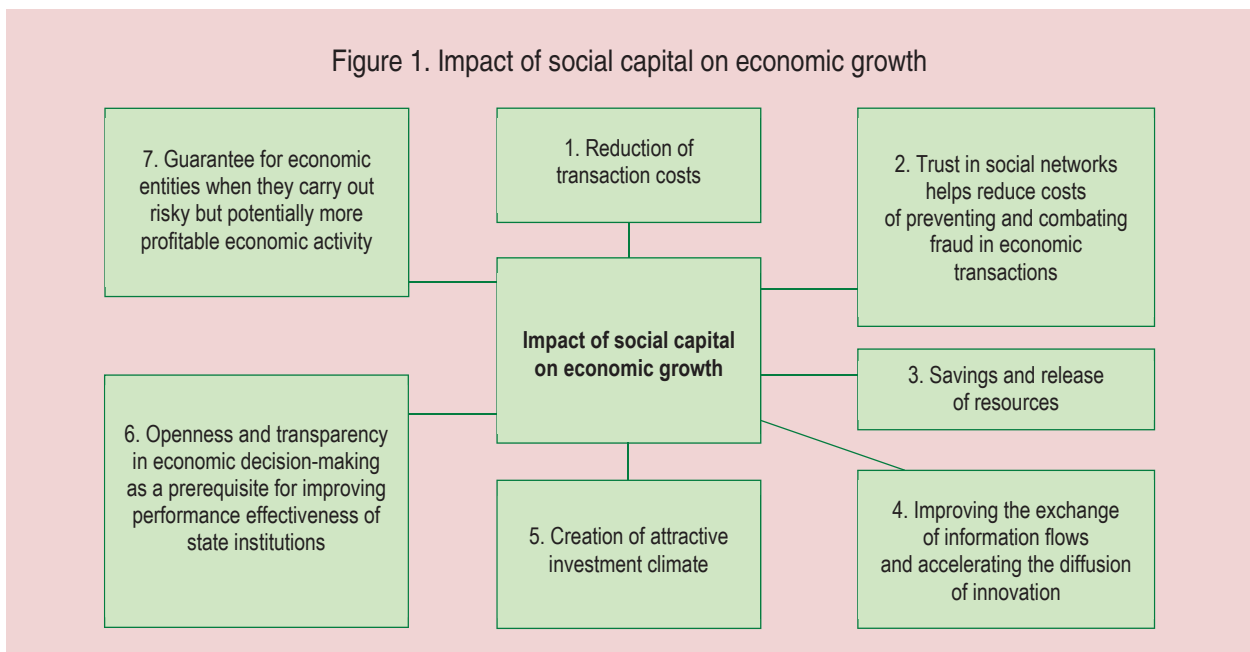 Figure 1. Impact of social capital on economic growth
7. Guarantee for economic
entities when they carry out
risky but potentially more
profitable economic activity
1. Reduction of
transaction costs
2. Trust in social networks
helps reduce costs
of preventing and combating
fraud in economic
transactions
Impact of social capital
on economic growth
3. Savings and release
of resources
6. Openness and transparency
in economic decision-making
as a prerequisite for improving
performance effectiveness of
state institutions
5. Creation of attractive
investment climate
4. Improving the exchange
of information flows
and accelerating the diffusion
of innovation